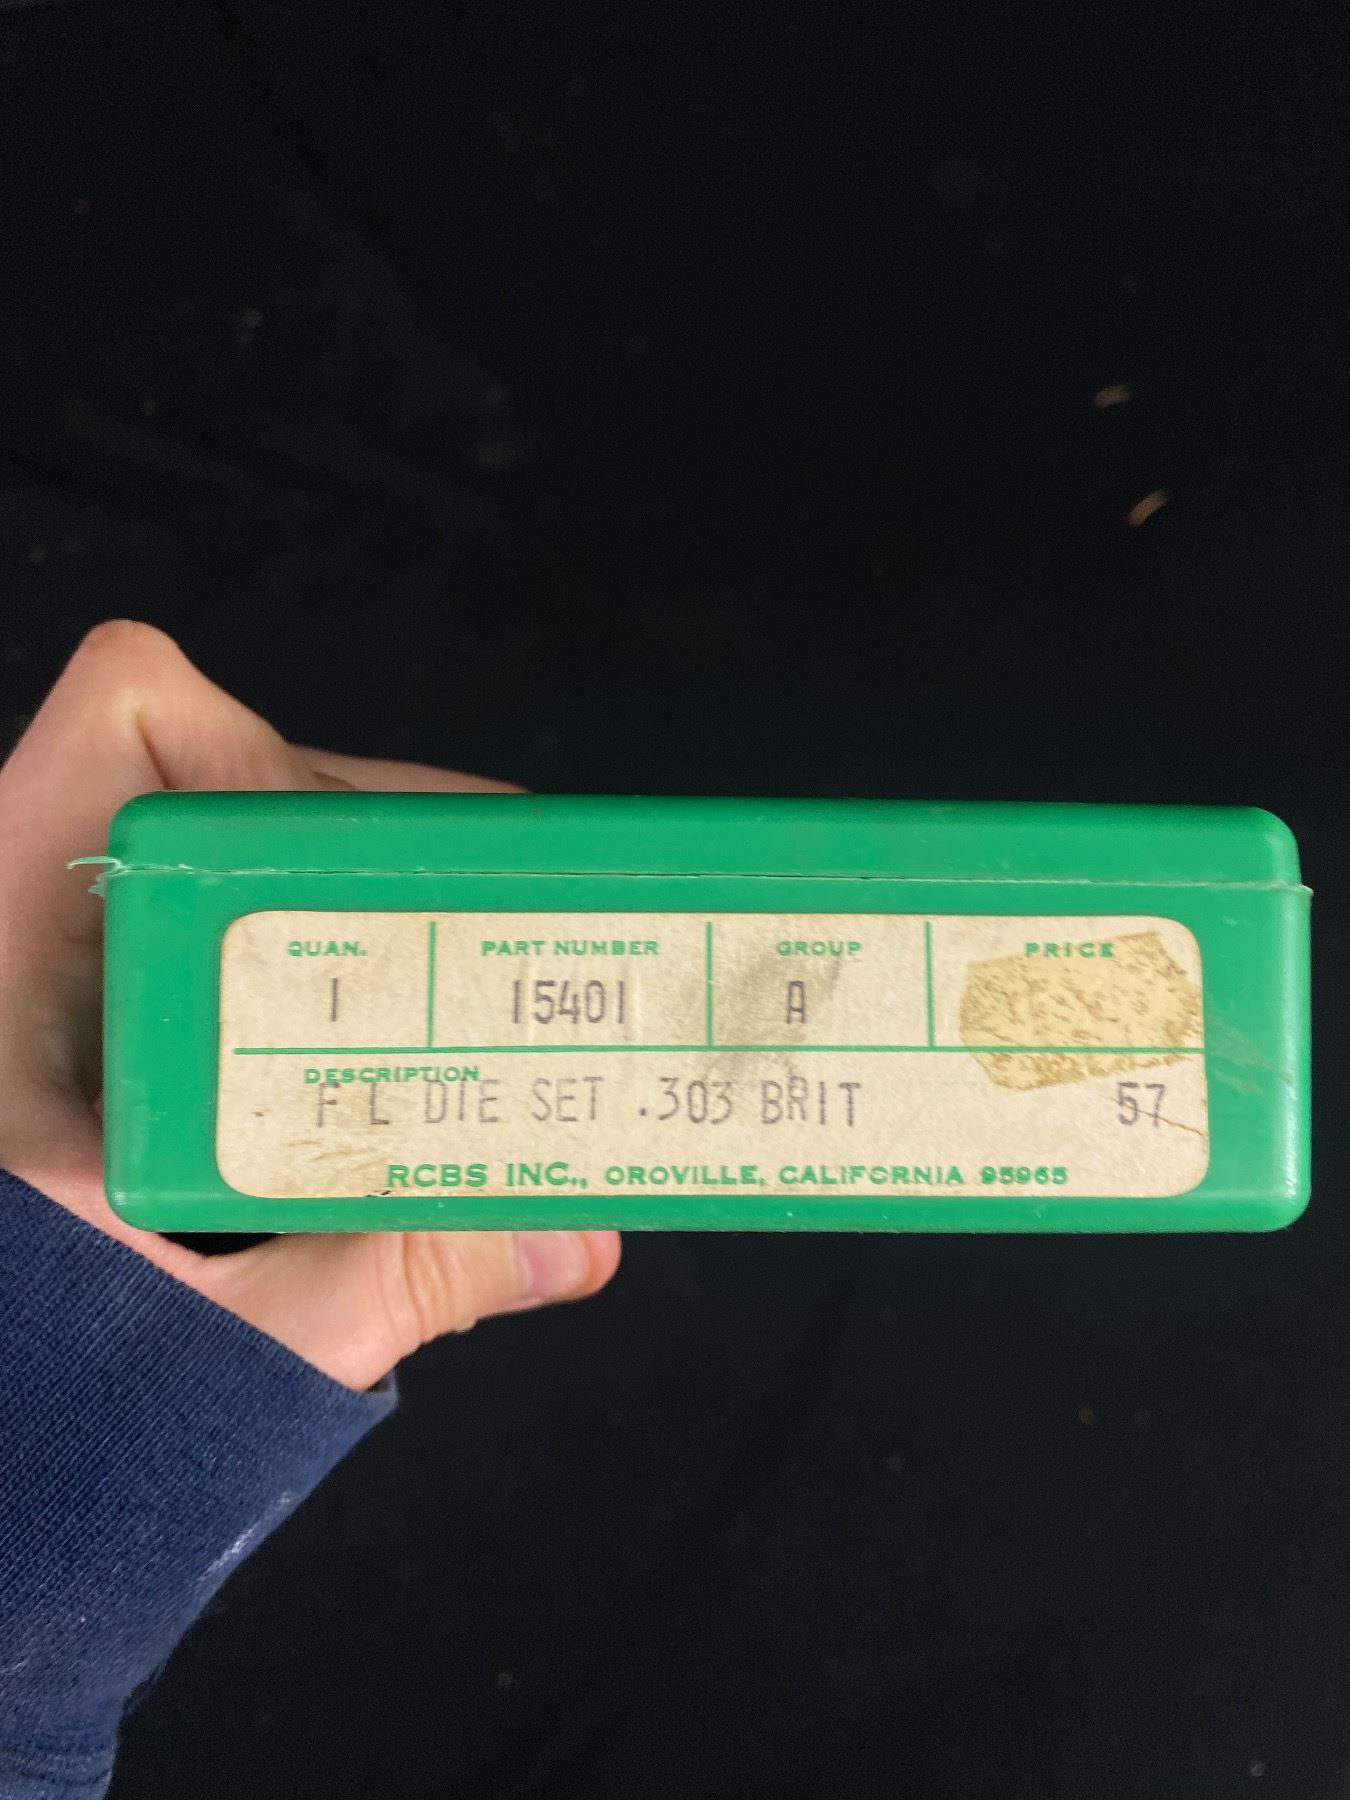 QUAN. PART NUMBER GROUP PRICE
1 15401 A
DESCRIPTION
F L DIE SET .303 BRIT 57
RCBS INC., OROVILLE, CALIFORNIA 95965